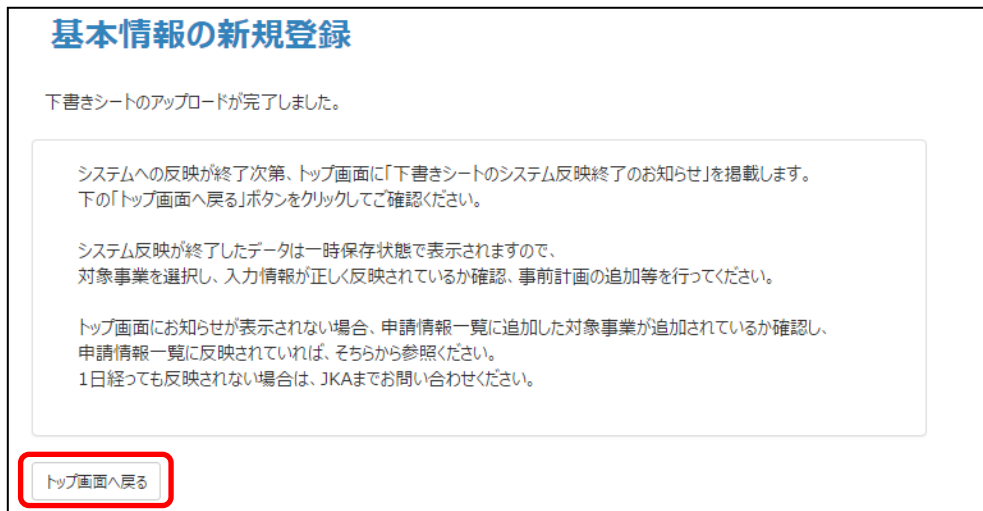 基本情報の新規登録
下書きシートのアップロードが完了しました。
システムへの反映が終了次第、トップ画面に「下書きシートのシステム反映終了のお知らせ」を掲載します。
下の「トップ画面へ戻る」ボタンをクリックしてご確認ください。
システム反映が終了したデータは一時保存状態で表示されますので、
対象事業を選択し、入力情報が正しく反映されているか確認、事前計画の追加等を行ってください。
トップ画面にお知らせが表示されない場合、申請情報一覧に追加した対象事業が追加されているか確認し、
申請情報一覧に反映されていれば、そちらから参照ください。
1日経っても反映されない場合は、JKAまでお問い合わせください。
トップ画面へ戻る